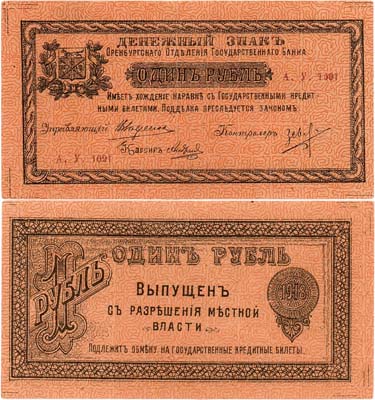 Денежный Знакъ
Оренбургскаго Отдѣленія Государственнаго Банка.
ОДИНЪ РУБЛЬ
А. У. 1091
Имѣетъ хожденіе наравнѣ съ Государственными кредит-
ными билетами. Поддѣлка преслѣдуется закономъ.
Управляющій
Контролеръ
Кассиръ
А. У. 1091
1 РУБЛЬ
ОДИНЪ РУБЛЬ
Выпущенъ
съ разрѣшенія мѣстной
власти
1918
Подлежитъ обмѣну на государственные кредитные билеты.